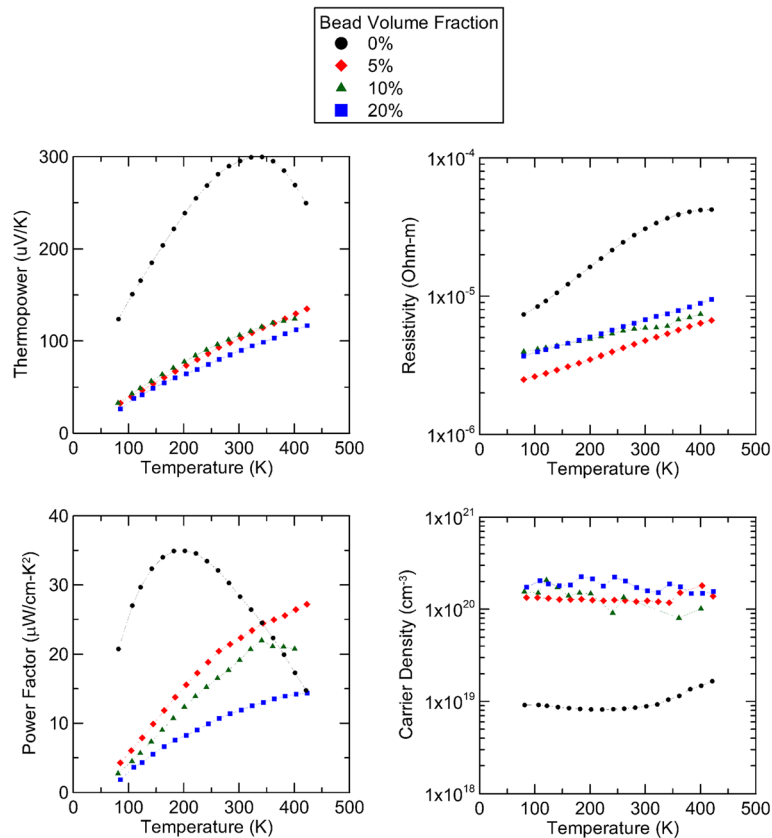 Bead Volume Fraction
0%
5%
10%
20%
300
200
100
0
Thermopower (uV/K)
0 100 200 300 400 500
Temperature (K)
1x10-4
1x10-5
1x10-6
Resistivity (Ohm-m)
0 100 200 300 400 500
Temperature (K)
40
30
20
10
0
Power Factor (μW/cm-K²)
0 100 200 300 400 500
Temperature (K)
1x10²¹
1x10²⁰
1x10¹⁹
1x10¹⁸
Carrier Density (cm⁻³)
0 100 200 300 400 500
Temperature (K)